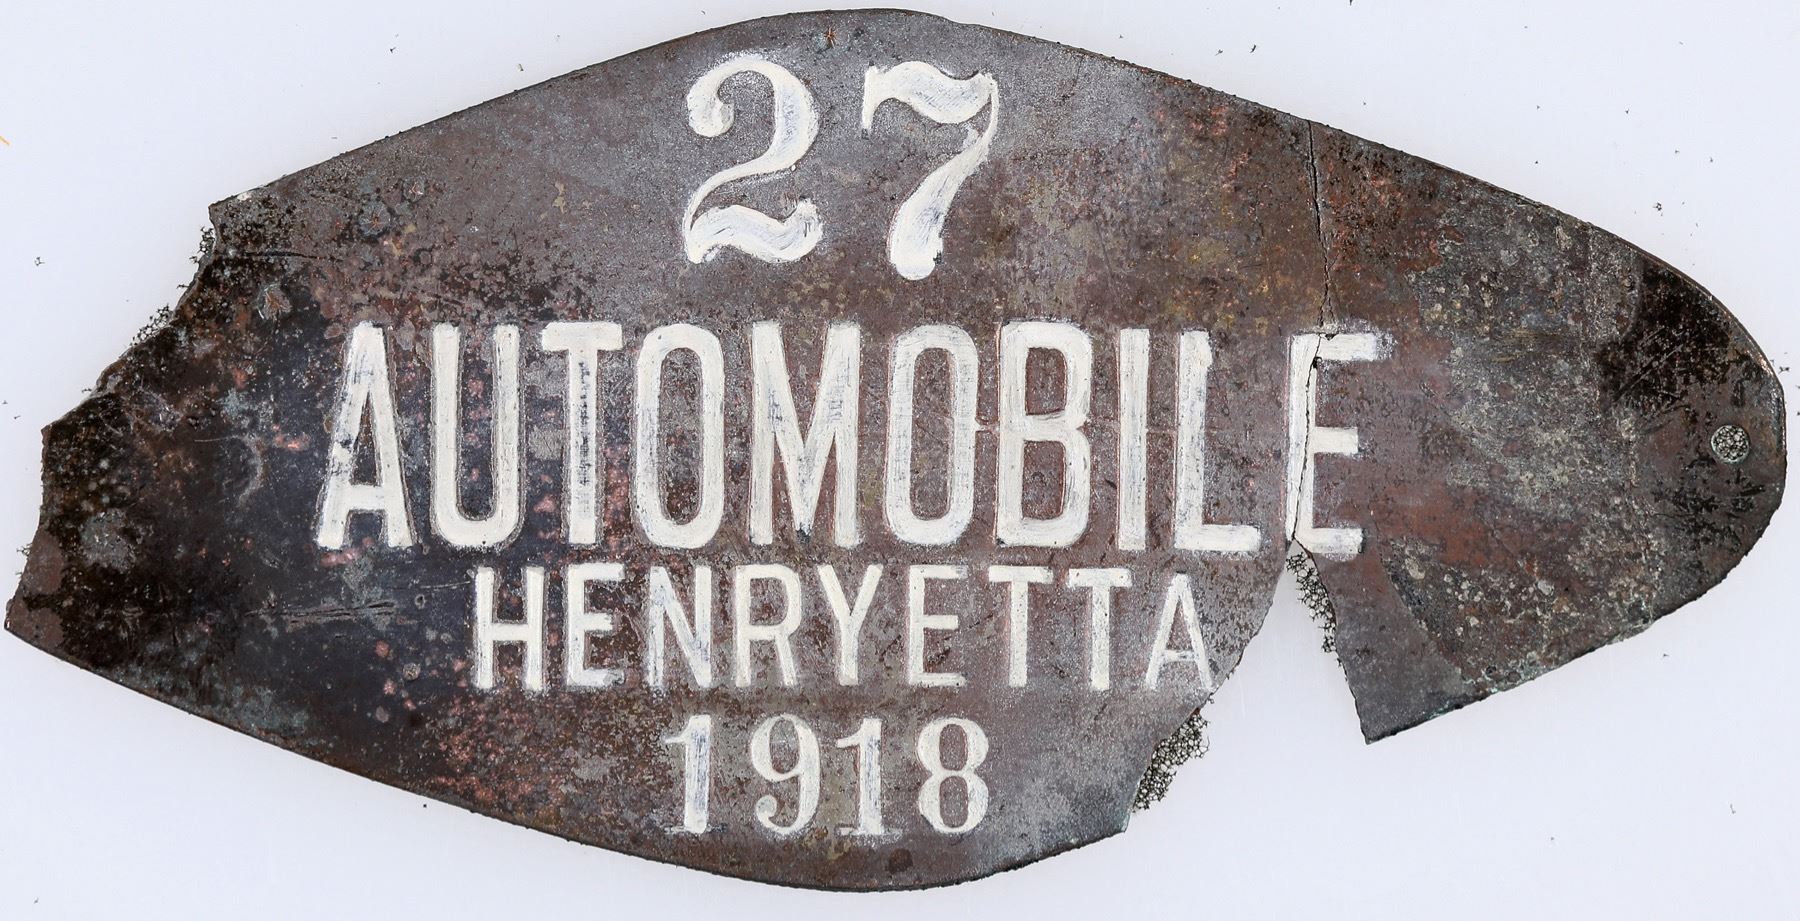 27
AUTOMOBILE
HENRYETTA
1918